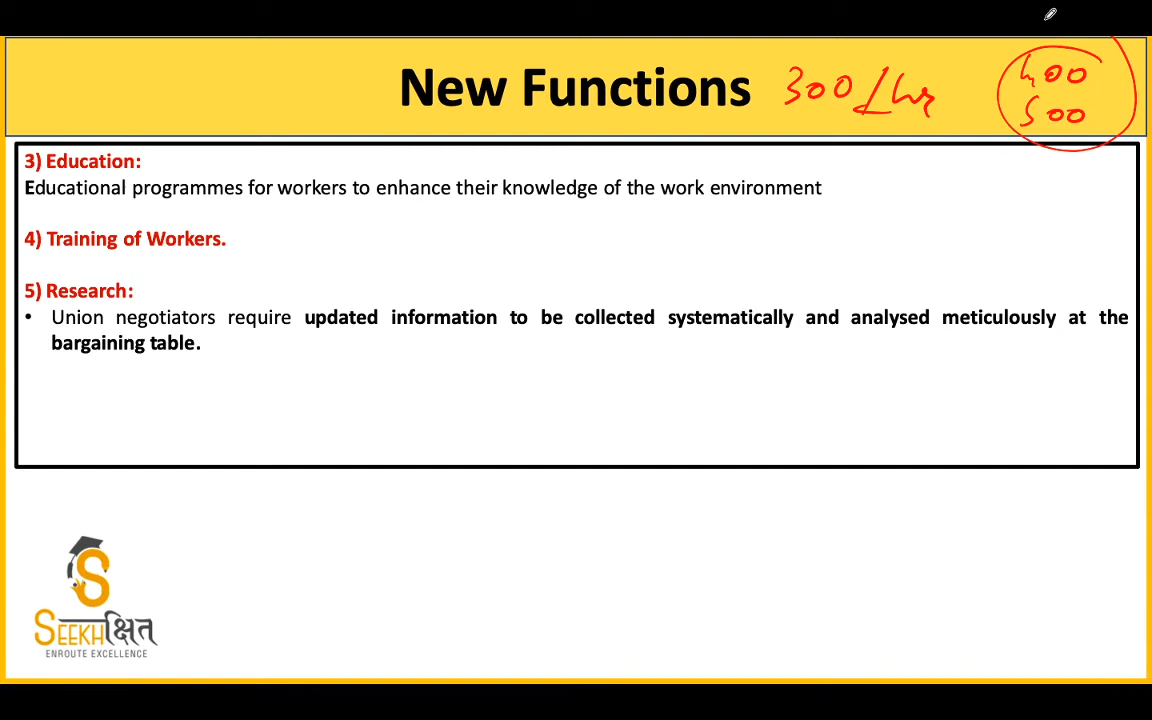 New Functions 300/hr
400
500
3) Education:
Educational programmes for workers to enhance their knowledge of the work environment
4) Training of Workers.
5) Research:
• Union negotiators require updated information to be collected systematically and analysed meticulously at the
bargaining table.
SEEKHक्षित
ENROUTE EXCELLENCE